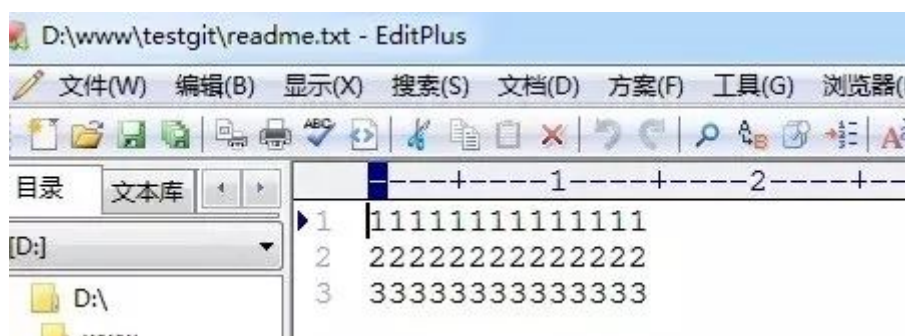 D:\www\testgit\readme.txt - EditPlus
文件(W) 编辑(B) 显示(X) 搜索(S) 文档(D) 方案(F) 工具(G) 浏览器(
目录 文本库
[D:]
D:\
----+----1----+----2----+--
1 11111111111111
2 22222222222222
3 33333333333333